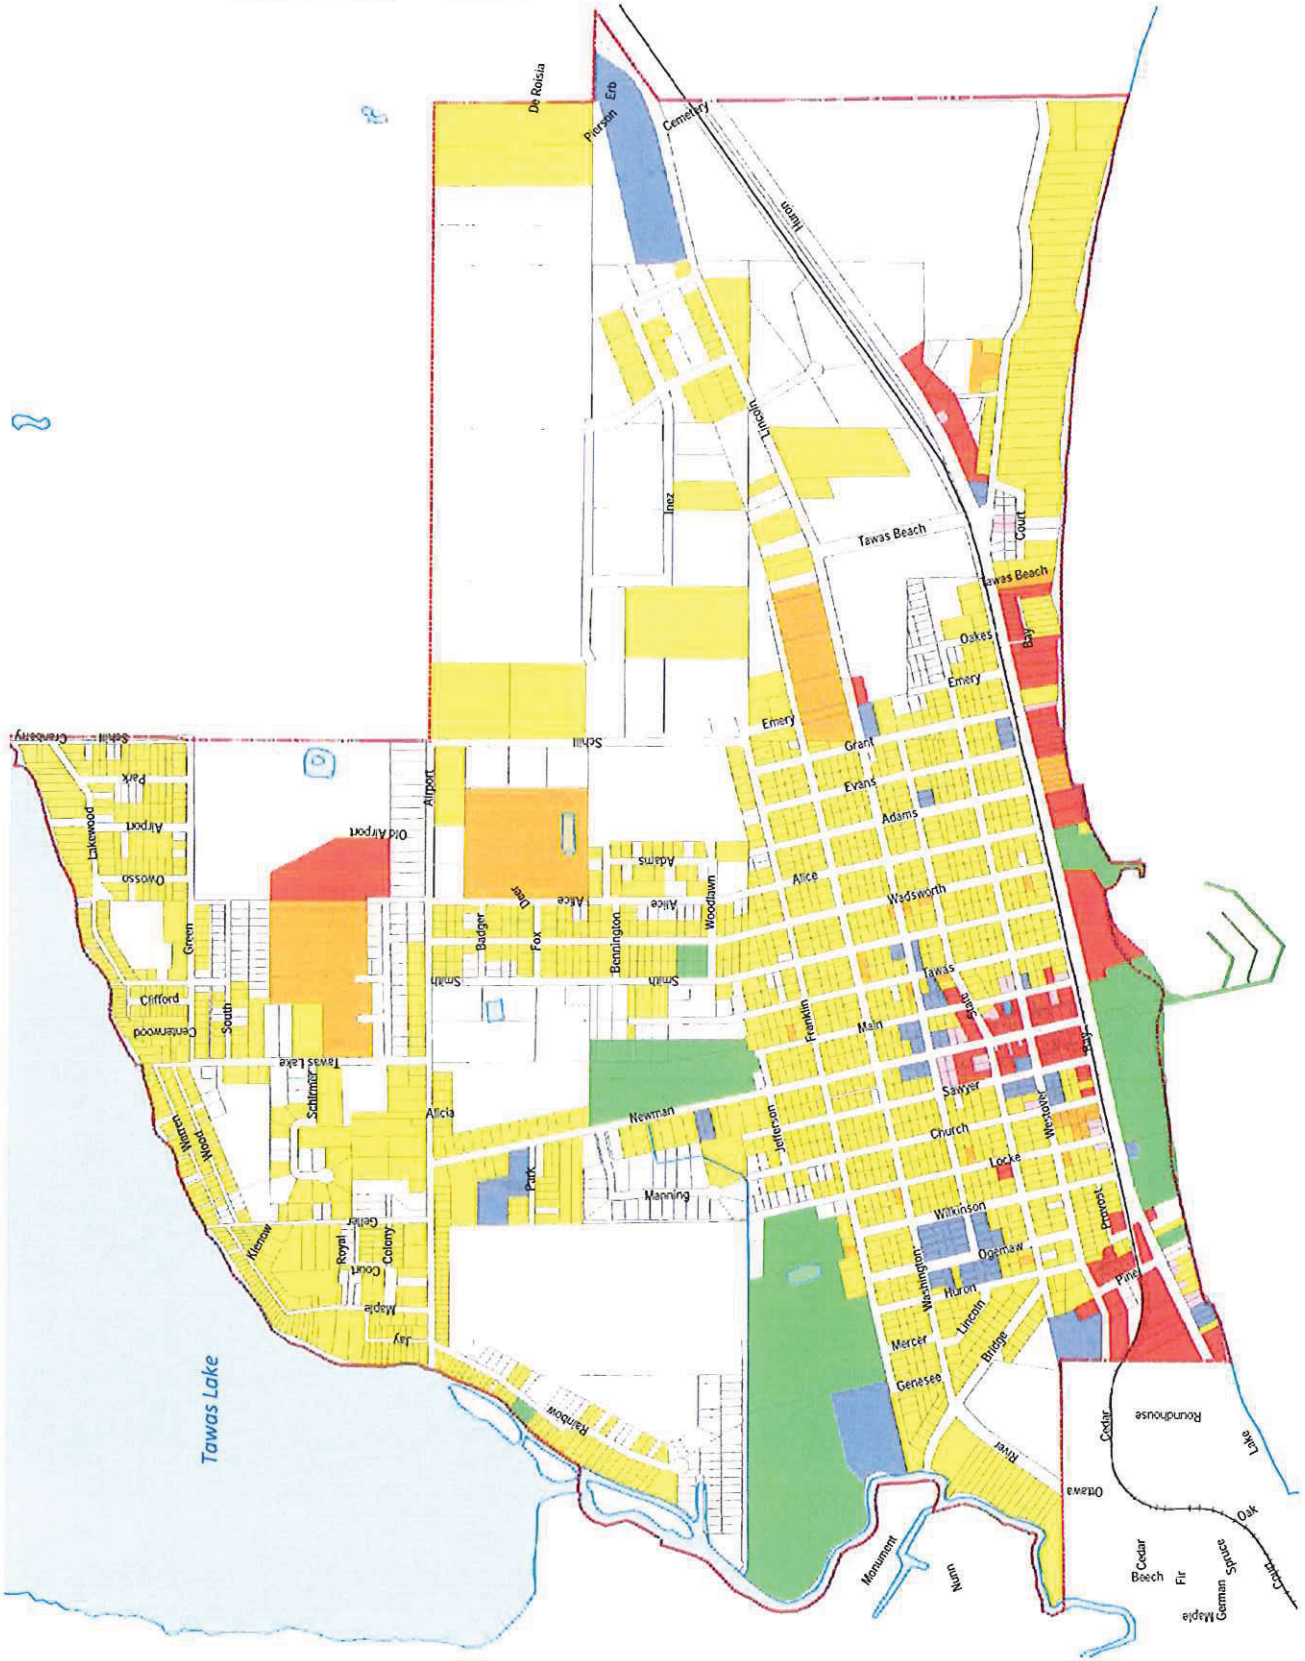 De Roisia
Erb
Pierson
Cemetery
Huron
Lincoln
Inez
Tawas Beach
Court
Tawas Beach
Oakes
Bay
Emery
Emery
Grant
Schill
Cranberry
Schill
Park
Airport
Evans
Lakewood
Airport
Adams
Old Airport
Adams
Owosso
Alice
Deer
Alice
Alice
Woodlawn
Wadsworth
Badger
Fox
Bennington
Green
Smith
Smith
Tawas
Clifford
State
South
Centerwood
Franklin
Main
Bay
Tawas Lake
Schirmer
Sawyer
Alicia
Newman
Westover
Warren
Wood
Jefferson
Church
Locke
Park
Manning
Wilkinson
Provost
Geller
Klenow
Royal
Colony
Ogemaw
Court
Washington
Pine
Huron
Maple
Lincoln
Jay
Mercer
Bridge
Genesee
Tawas Lake
Rainbow
Cedar
Roundhouse
Lake
River
Ottawa
Oak
Monument
Nunn
Cedar
Beech
Fir
Spruce
German
Maple
Court